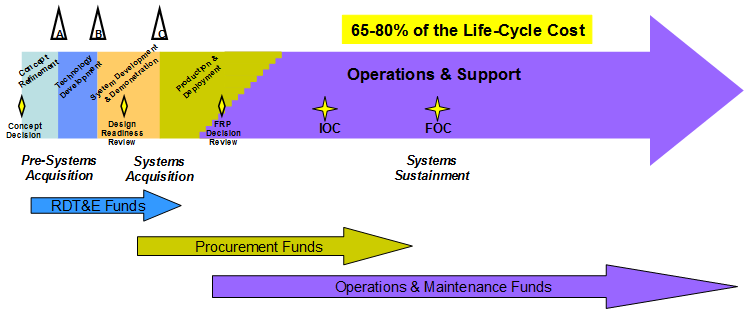 A
B
C
65-80% of the Life-Cycle Cost
Concept
Refinement
Technology
Development
System Development
& Demonstration
Production &
Deployment
Operations & Support
Concept
Decision
Design
Readiness
Review
FRP
Decision
Review
IOC
FOC
Pre-Systems
Acquisition
Systems
Acquisition
Systems
Sustainment
RDT&E Funds
Procurement Funds
Operations & Maintenance Funds